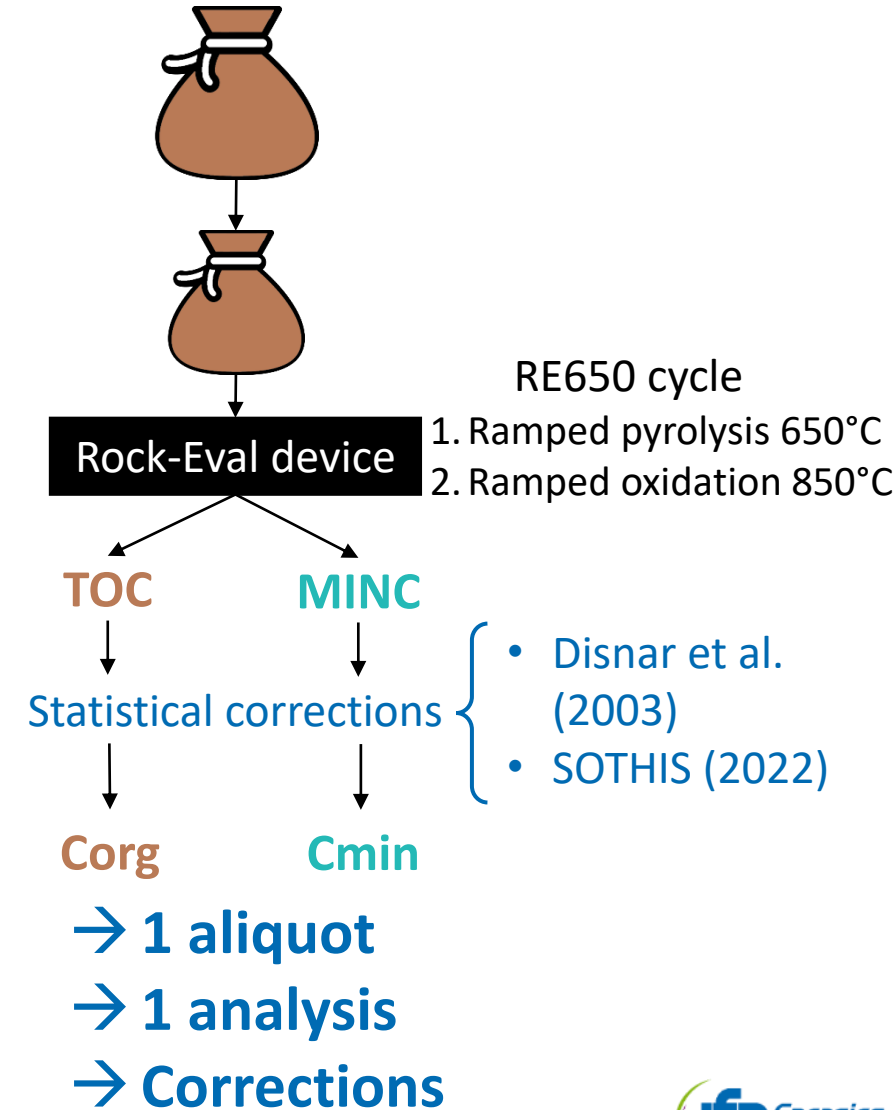 RE650 cycle
1. Ramped pyrolysis 650°C
2. Ramped oxidation 850°C
Rock-Eval device
TOC MINC
Statistical corrections
• Disnar et al.
(2003)
• SOTHIS (2022)
Corg Cmin
→ 1 aliquot
→ 1 analysis
→ Corrections